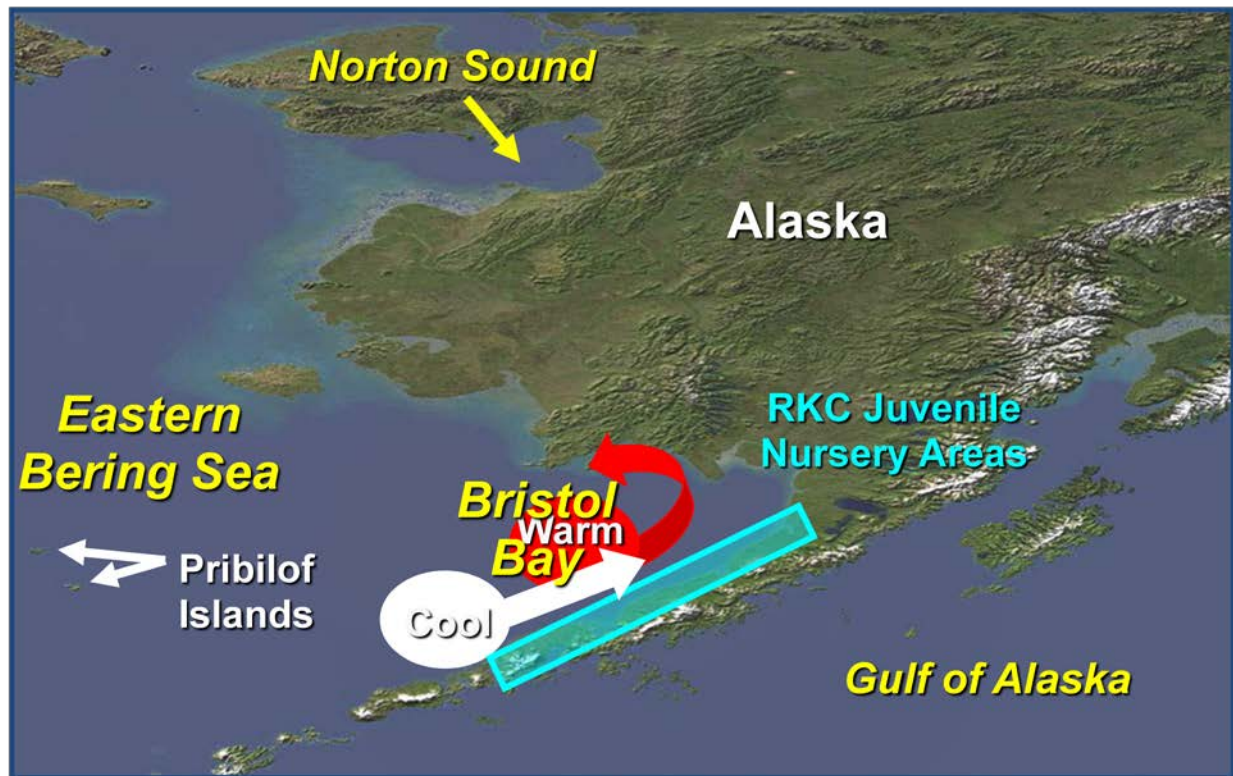 Norton Sound
Alaska
RKC Juvenile
Nursery Areas
Eastern
Bering Sea
Bristol
Warm
Bay
Pribilof
Islands
Cool
Gulf of Alaska